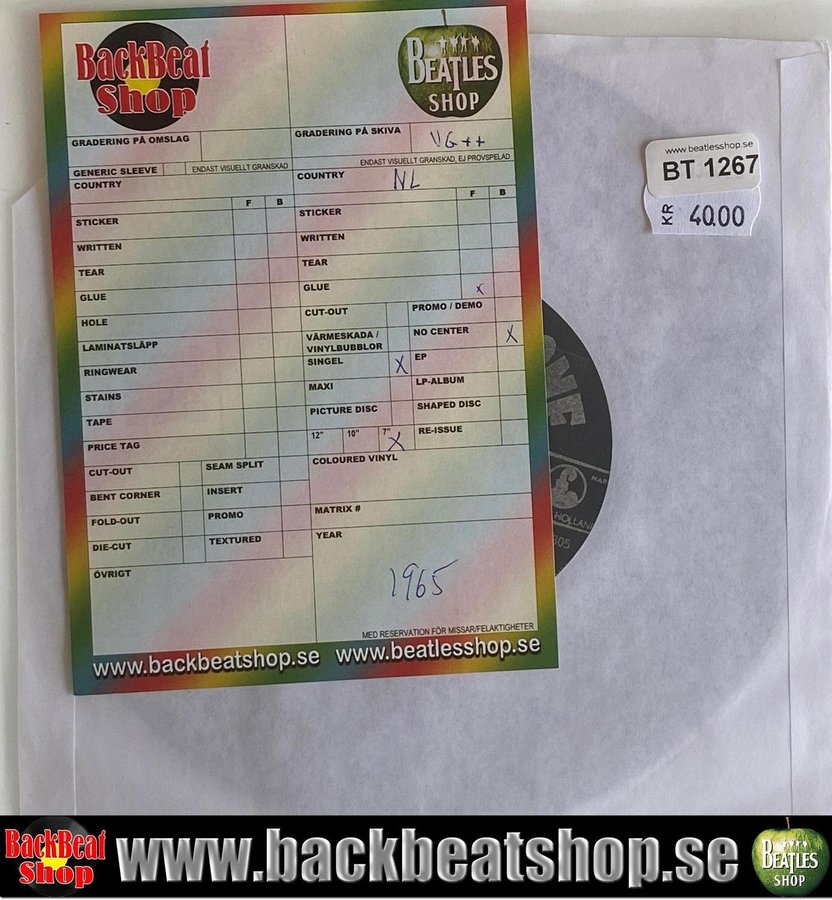 BackBeat
Shop
BEATLES
SHOP
GRADERING PÅ OMSLAG
GRADERING PÅ SKIVA
VG++
GENERIC SLEEVE
ENDAST VISUELLT GRANSKAD
ENDAST VISUELLT GRANSKAD, EJ PROVSPELAD
COUNTRY
COUNTRY
NL
F B
F B
STICKER
STICKER
WRITTEN
WRITTEN
TEAR
TEAR
GLUE
GLUE
X
HOLE
CUT-OUT
PROMO / DEMO
LAMINATSLÄPP
VÄRMESKADA /
VINYLBUBBLOR
NO CENTER
X
RINGWEAR
SINGEL
X
EP
STAINS
MAXI
LP-ALBUM
TAPE
PICTURE DISC
SHAPED DISC
PRICE TAG
12" 10" 7"
X
RE-ISSUE
CUT-OUT
SEAM SPLIT
COLOURED VINYL
BENT CORNER
INSERT
FOLD-OUT
PROMO
MATRIX #
DIE-CUT
TEXTURED
YEAR
ÖVRIGT
1965
MED RESERVATION FÖR MISSAR/FELAKTIGHETER
www.backbeatshop.se
www.beatlesshop.se
www.beatlesshop.se
BT 1267
KR 40.00
HOLLAND
BackBeat
Shop
www.backbeatshop.se
BEATLES
SHOP